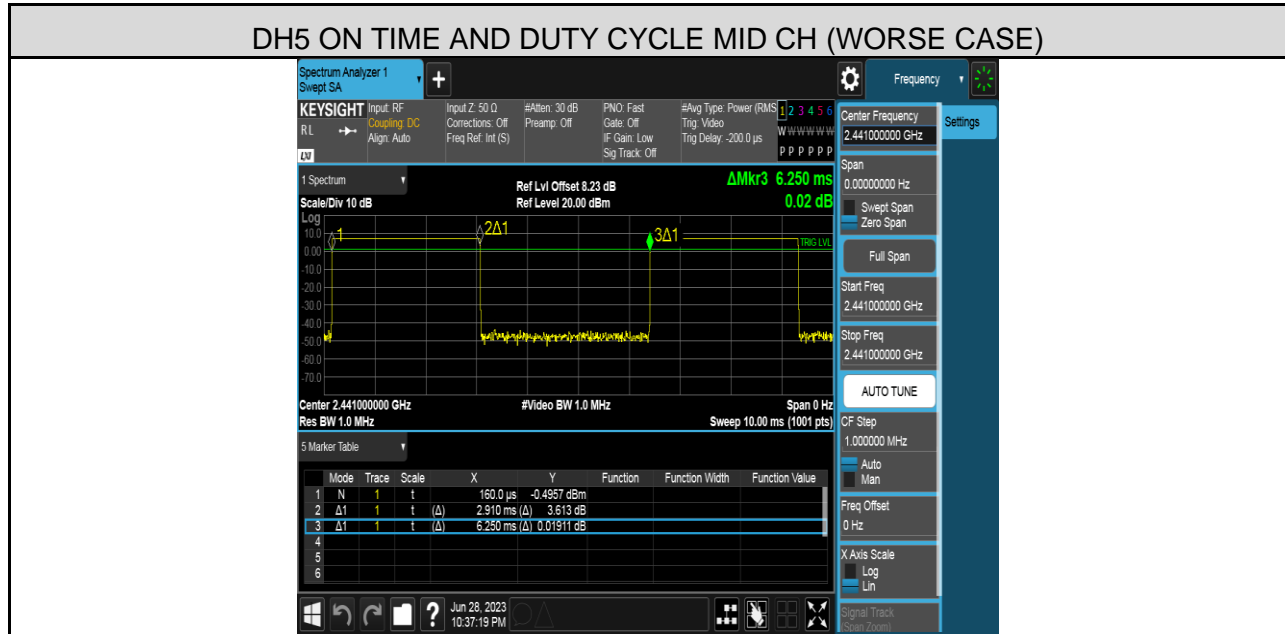 DH5 ON TIME AND DUTY CYCLE MID CH (WORSE CASE)
Spectrum Analyzer 1
Swept SA
+
Frequency
KEYSIGHT
RL
LXI
Input: RF
Coupling: DC
Align: Auto
Input Z: 50 Ω
Corrections: Off
Freq Ref: Int (S)
#Atten: 30 dB
Preamp: Off
PNO: Fast
Gate: Off
IF Gain: Low
Sig Track: Off
#Avg Type: Power (RMS
Trig: Video
Trig Delay: -200.0 µs
1 2 3 4 5 6
W W W W W W
P P P P P P
1 Spectrum
Scale/Div 10 dB
Ref Lvl Offset 8.23 dB
Ref Level 20.00 dBm
ΔMkr3 6.250 ms
0.02 dB
Log
10.0
0.00
-10.0
-20.0
-30.0
-40.0
-50.0
-60.0
-70.0
1
2Δ1
3Δ1
TRIG LVL
Center 2.441000000 GHz
#Video BW 1.0 MHz
Span 0 Hz
Res BW 1.0 MHz
Sweep 10.00 ms (1001 pts)
5 Marker Table
Mode Trace Scale X Y Function Function Width Function Value
1 N 1 t 160.0 µs -0.4957 dBm
2 Δ1 1 t (Δ) 2.910 ms (Δ) 3.613 dB
3 Δ1 1 t (Δ) 6.250 ms (Δ) 0.01911 dB
4
5
6
Settings
Center Frequency
2.441000000 GHz
Span
0.00000000 Hz
Swept Span
Zero Span
Full Span
Start Freq
2.441000000 GHz
Stop Freq
2.441000000 GHz
AUTO TUNE
CF Step
1.000000 MHz
Auto
Man
Freq Offset
0 Hz
X Axis Scale
Log
Lin
Signal Track
(Span Zoom)
?
Jun 28, 2023
10:37:19 PM